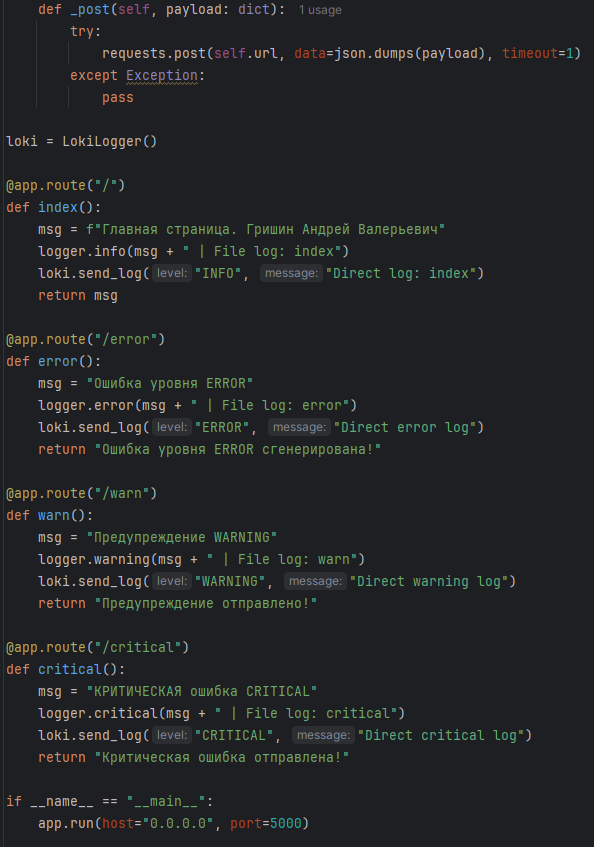 def _post(self, payload: dict): 1 usage
try:
requests.post(self.url, data=json.dumps(payload), timeout=1)
except Exception:
pass
loki = LokiLogger()
@app.route("/")
def index():
msg = f"Главная страница. Гришин Андрей Валерьевич"
logger.info(msg + " | File log: index")
loki.send_log( level: "INFO", message: "Direct log: index")
return msg
@app.route("/error")
def error():
msg = "Ошибка уровня ERROR"
logger.error(msg + " | File log: error")
loki.send_log( level: "ERROR", message: "Direct error log")
return "Ошибка уровня ERROR сгенерирована!"
@app.route("/warn")
def warn():
msg = "Предупреждение WARNING"
logger.warning(msg + " | File log: warn")
loki.send_log( level: "WARNING", message: "Direct warning log")
return "Предупреждение отправлено!"
@app.route("/critical")
def critical():
msg = "КРИТИЧЕСКАЯ ошибка CRITICAL"
logger.critical(msg + " | File log: critical")
loki.send_log( level: "CRITICAL", message: "Direct critical log")
return "Критическая ошибка отправлена!"
if __name__ == "__main__":
app.run(host="0.0.0.0", port=5000)